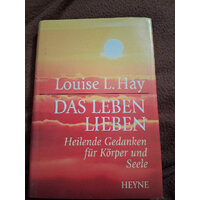 Louise L. Hay
DAS LEBEN
LIEBEN
Heilende Gedanken
für Körper und
Seele
HEYNE